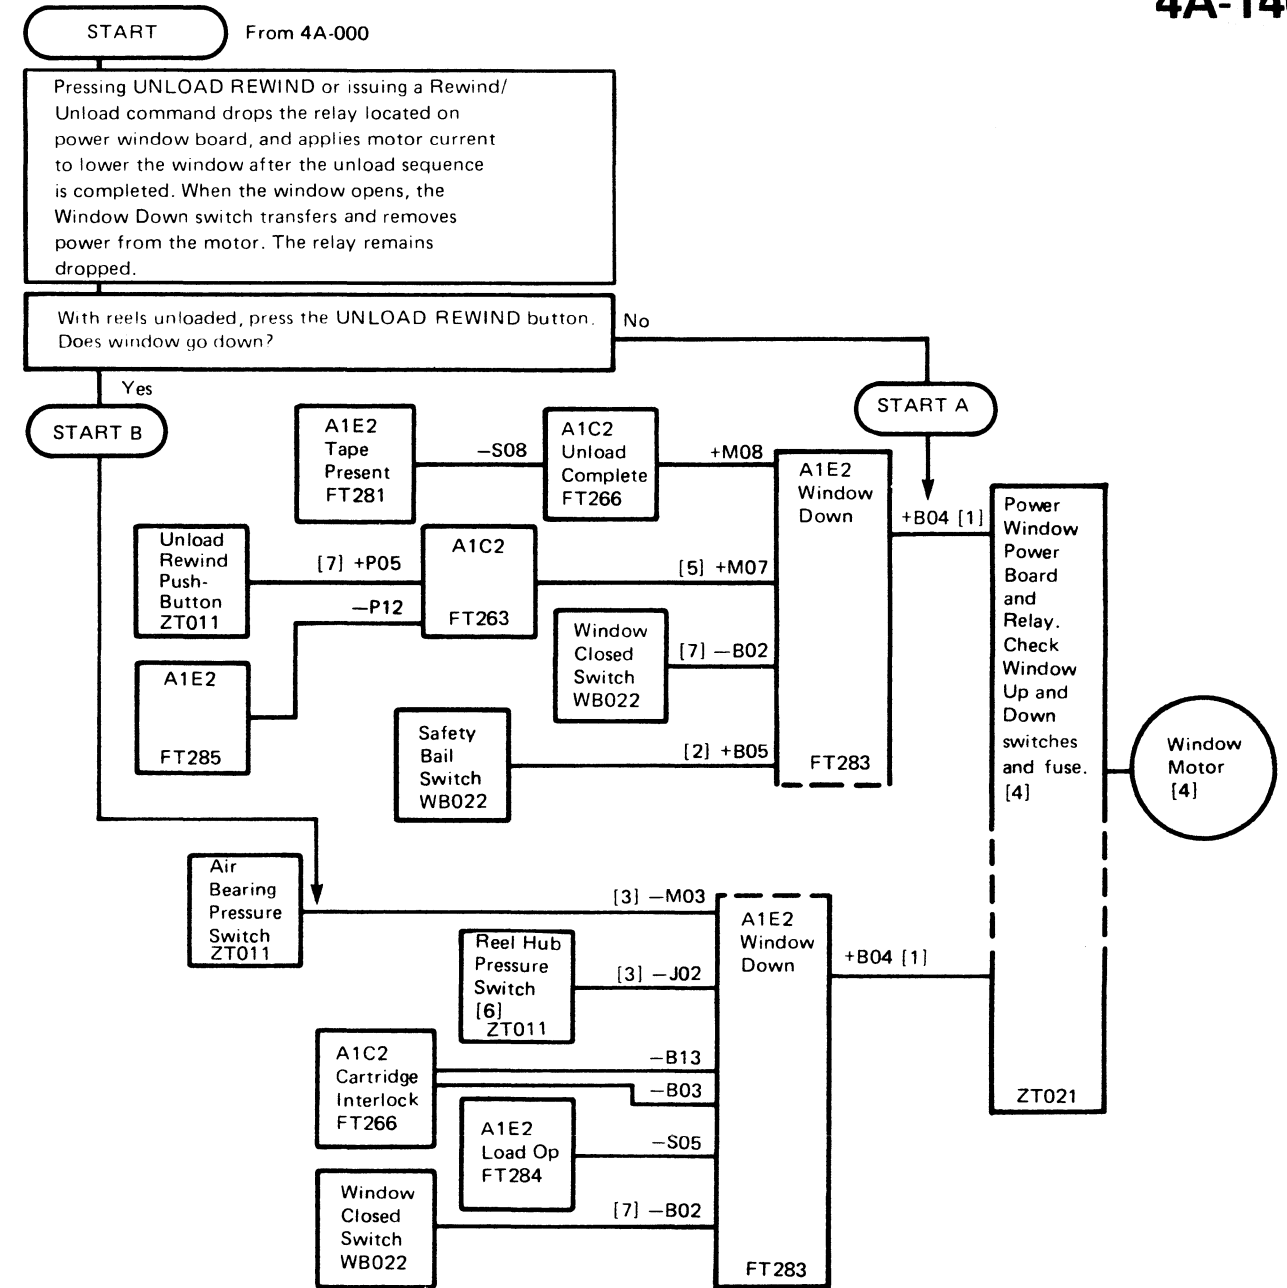 4A-14
START
From 4A-000
Pressing UNLOAD REWIND or issuing a Rewind/
Unload command drops the relay located on
power window board, and applies motor current
to lower the window after the unload sequence
is completed. When the window opens, the
Window Down switch transfers and removes
power from the motor. The relay remains
dropped.
With reels unloaded, press the UNLOAD REWIND button.
Does window go down?
No
Yes
START A
START B
A1E2
Tape
Present
FT281
—S08
A1C2
Unload
Complete
FT266
+M08
A1E2
Window
Down
FT283
+B04 [1]
Power
Window
Power
Board
and
Relay.
Check
Window
Up and
Down
switches
and fuse.
[4]
ZT021
Unload
Rewind
Push-
Button
ZT011
[7] +P05
—P12
A1C2
FT263
[5] +M07
Window
Closed
Switch
WB022
[7] —B02
A1E2
FT285
Safety
Bail
Switch
WB022
[2] +B05
Window
Motor
[4]
Air
Bearing
Pressure
Switch
ZT011
[3] —M03
A1E2
Window
Down
FT283
+B04 [1]
Reel Hub
Pressure
Switch
[6]
ZT011
[3] —J02
A1C2
Cartridge
Interlock
FT266
—B13
—B03
A1E2
Load Op
FT284
—S05
Window
Closed
Switch
WB022
[7] —B02